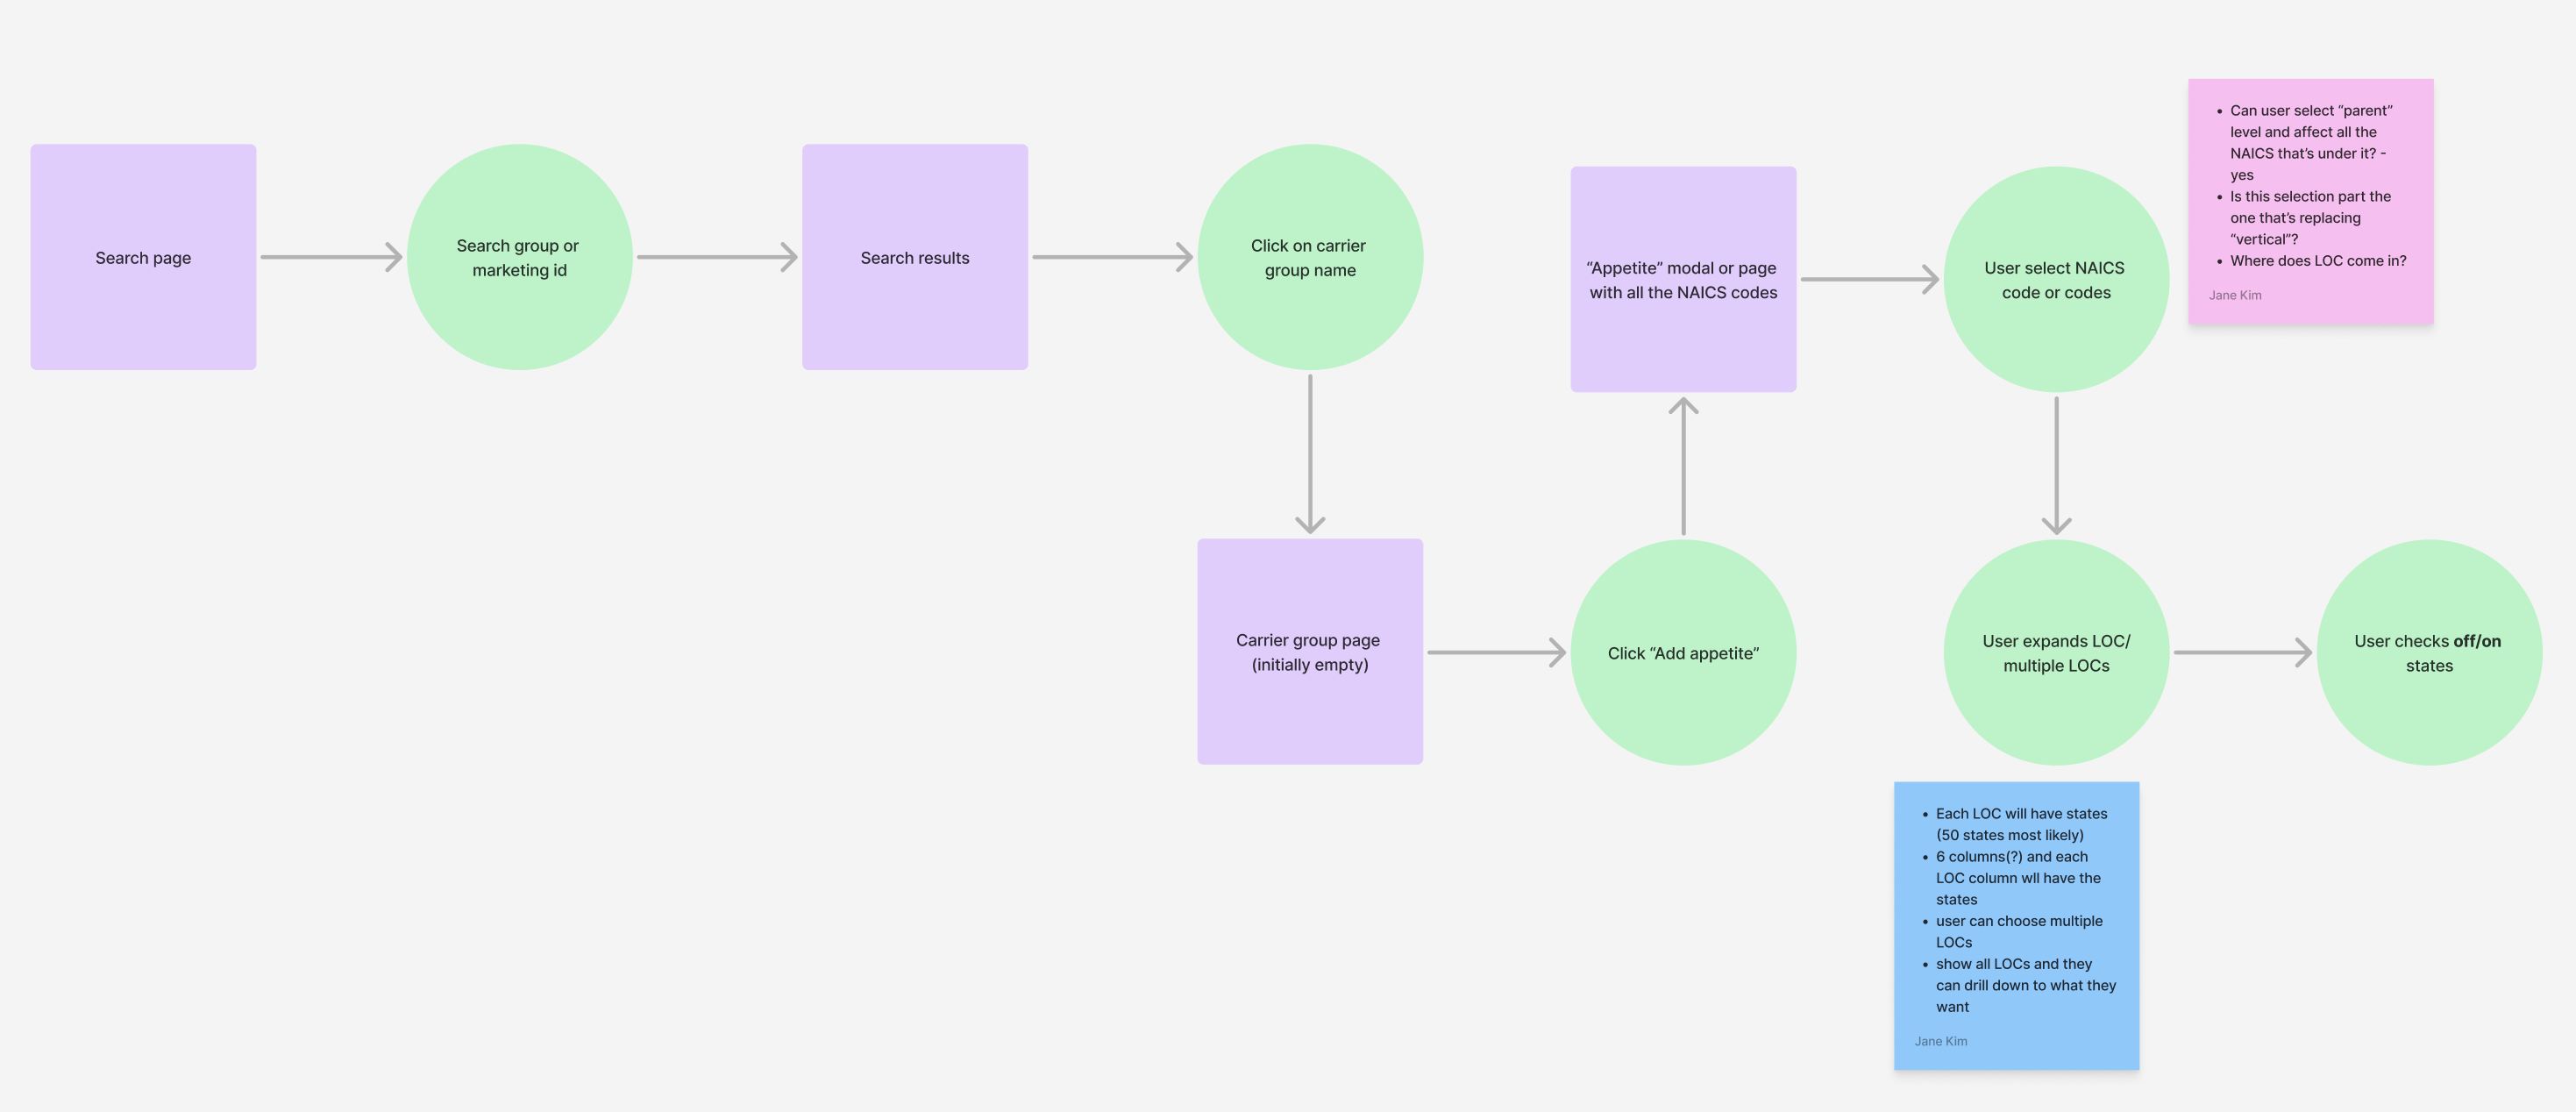 Search page
Search group or
marketing id
Search results
Click on carrier
group name
“Appetite” modal or page
with all the NAICS codes
User select NAICS
code or codes
• Can user select “parent”
level and affect all the
NAICS that’s under it? -
yes
• Is this selection part the
one that’s replacing
“vertical”?
• Where does LOC come in?
Jane Kim
Carrier group page
(initially empty)
Click “Add appetite”
User expands LOC/
multiple LOCs
User checks off/on
states
• Each LOC will have states
(50 states most likely)
• 6 columns(?) and each
LOC column wll have the
states
• user can choose multiple
LOCs
• show all LOCs and they
can drill down to what they
want
Jane Kim